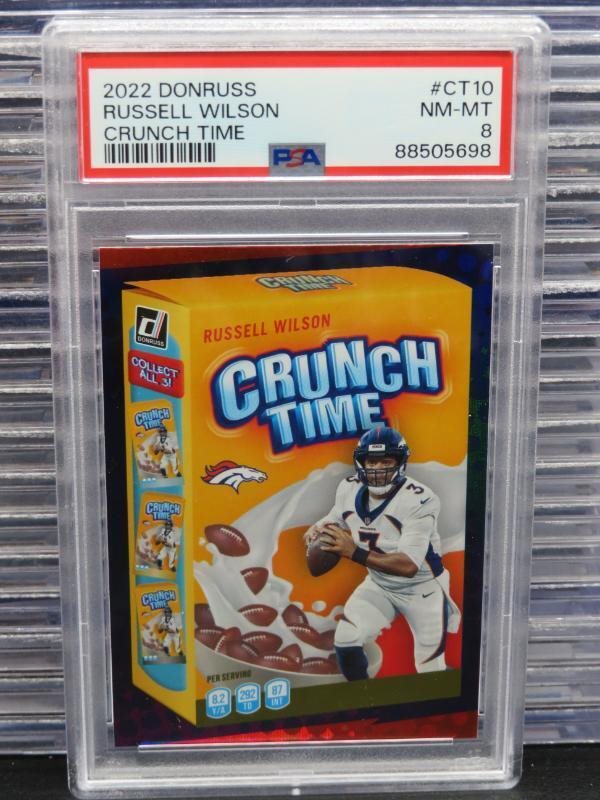 2022 DONRUSS #CT10
RUSSELL WILSON NM-MT
CRUNCH TIME 8
PSA 88505698
CRUNCH
TIME
d
DONRUSS
RUSSELL WILSON
CRUNCH
TIME
COLLECT
ALL 3!
CRUNCH
TIME
CRUNCH
TIME
CRUNCH
TIME
3
3
PER SERVING
8.2 292 87
Y/A TD INT